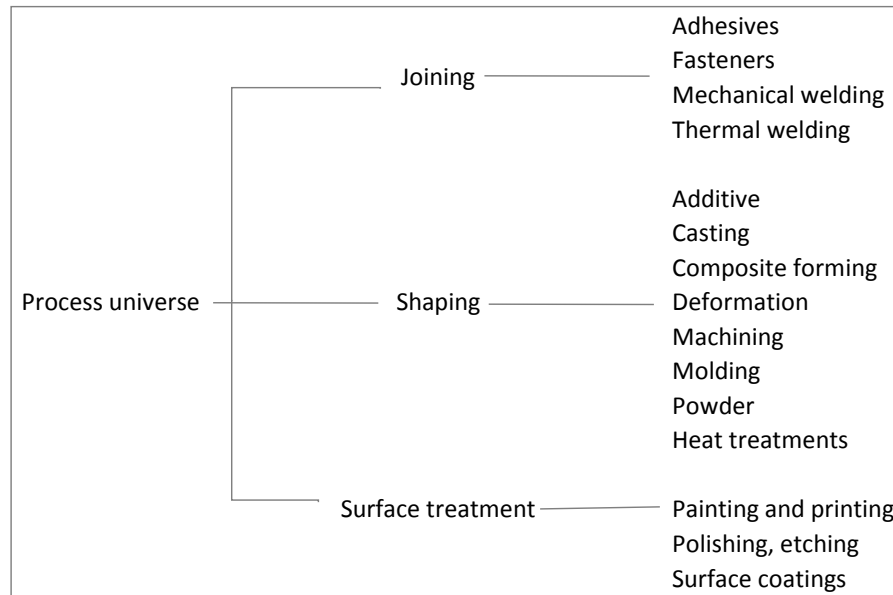 Process universe
Joining
Adhesives
Fasteners
Mechanical welding
Thermal welding
Shaping
Additive
Casting
Composite forming
Deformation
Machining
Molding
Powder
Heat treatments
Surface treatment
Painting and printing
Polishing, etching
Surface coatings